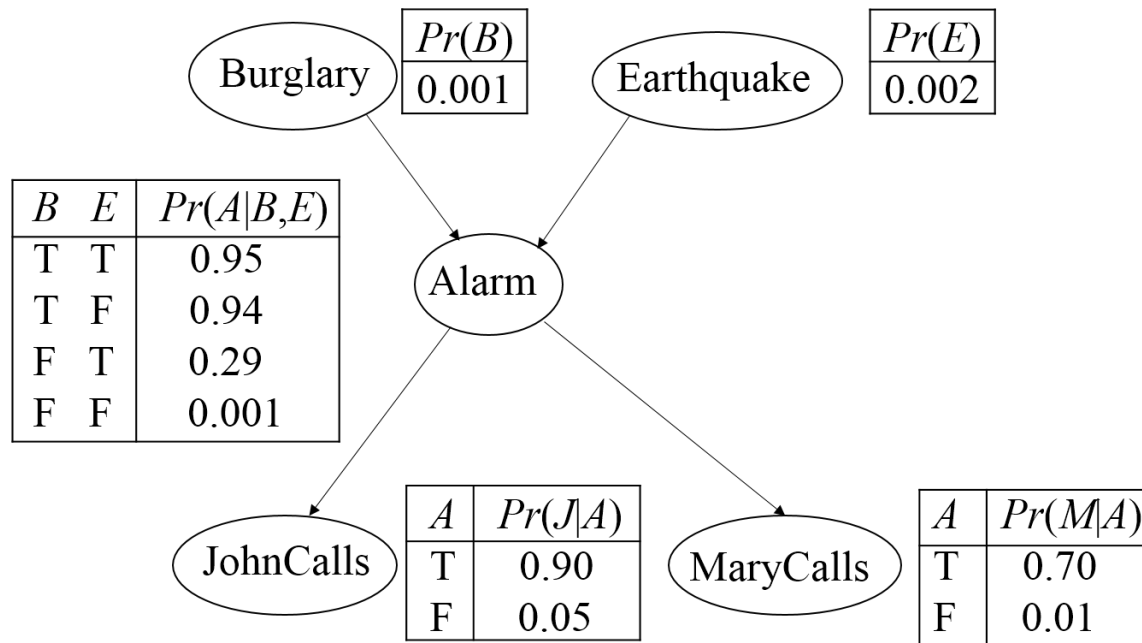 Burglary
Pr(B)
0.001
Earthquake
Pr(E)
0.002
B E Pr(A|B,E)
T T 0.95
T F 0.94
F T 0.29
F F 0.001
Alarm
JohnCalls
A Pr(J|A)
T 0.90
F 0.05
MaryCalls
A Pr(M|A)
T 0.70
F 0.01